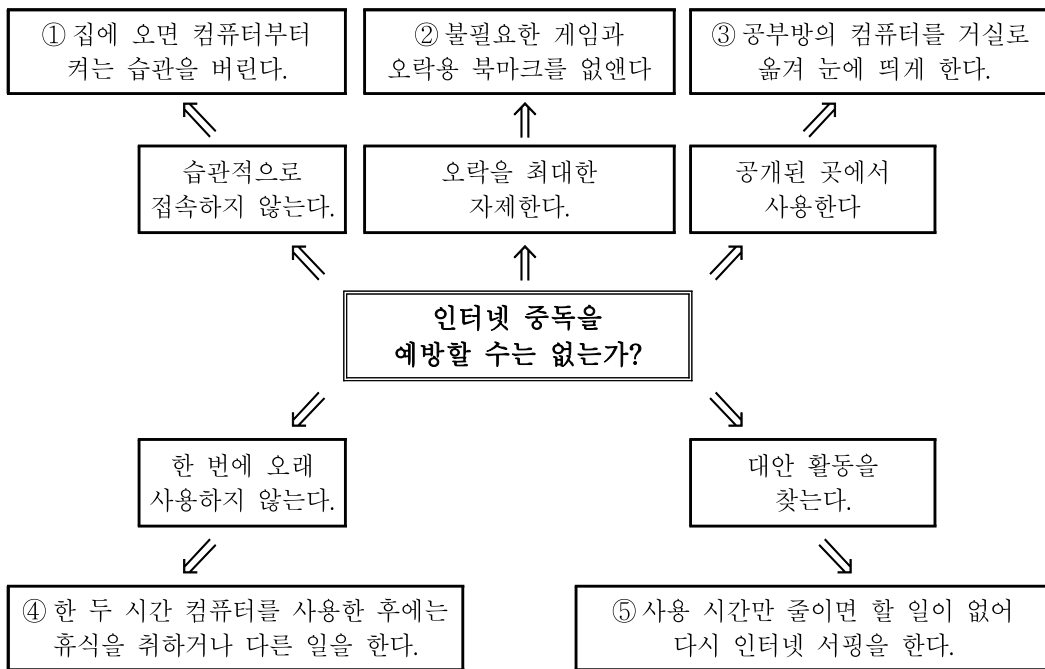 ① 집에 오면 컴퓨터부터
켜는 습관을 버린다.
② 불필요한 게임과
오락용 북마크를 없앤다
③ 공부방의 컴퓨터를 거실로
옮겨 눈에 띄게 한다.
습관적으로
접속하지 않는다.
오락을 최대한
자제한다.
공개된 곳에서
사용한다
인터넷 중독을
예방할 수는 없는가?
한 번에 오래
사용하지 않는다.
대안 활동을
찾는다.
④ 한 두 시간 컴퓨터를 사용한 후에는
휴식을 취하거나 다른 일을 한다.
⑤ 사용 시간만 줄이면 할 일이 없어
다시 인터넷 서핑을 한다.